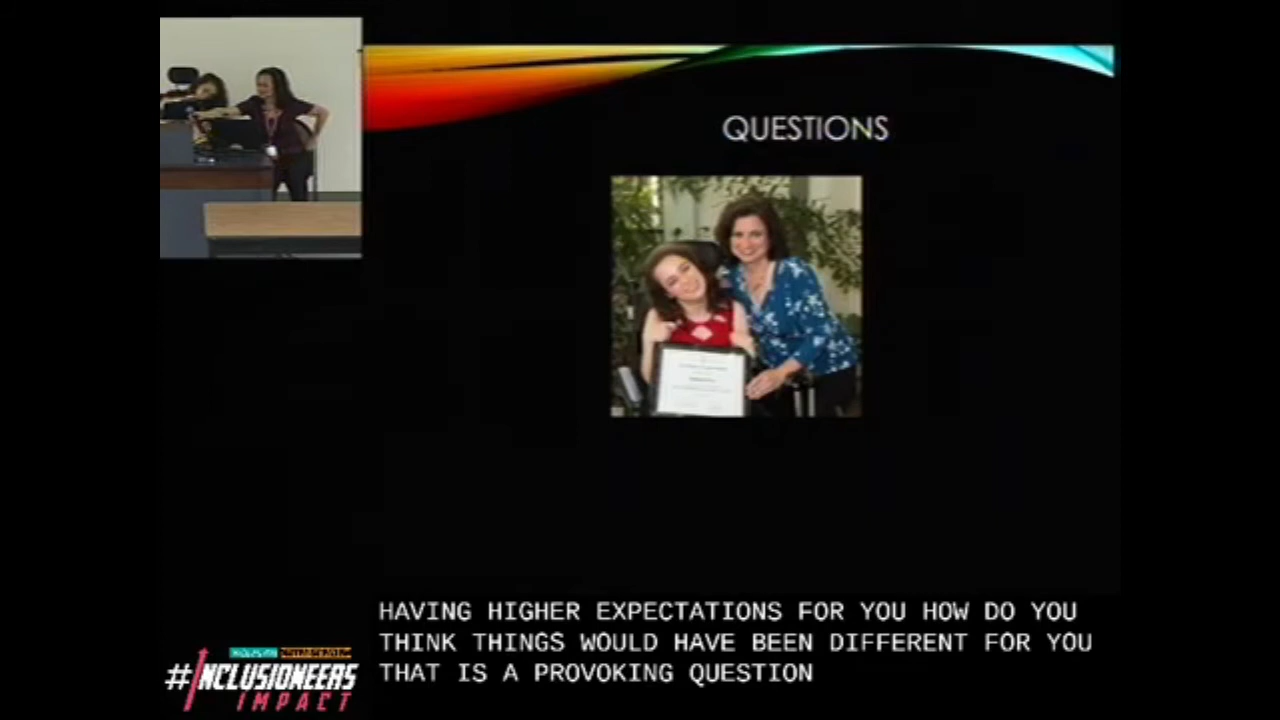 QUESTIONS
HAVING HIGHER EXPECTATIONS FOR YOU HOW DO YOU
THINK THINGS WOULD HAVE BEEN DIFFERENT FOR YOU
THAT IS A PROVOKING QUESTION
#INCLUSIONEERS
IMPACT